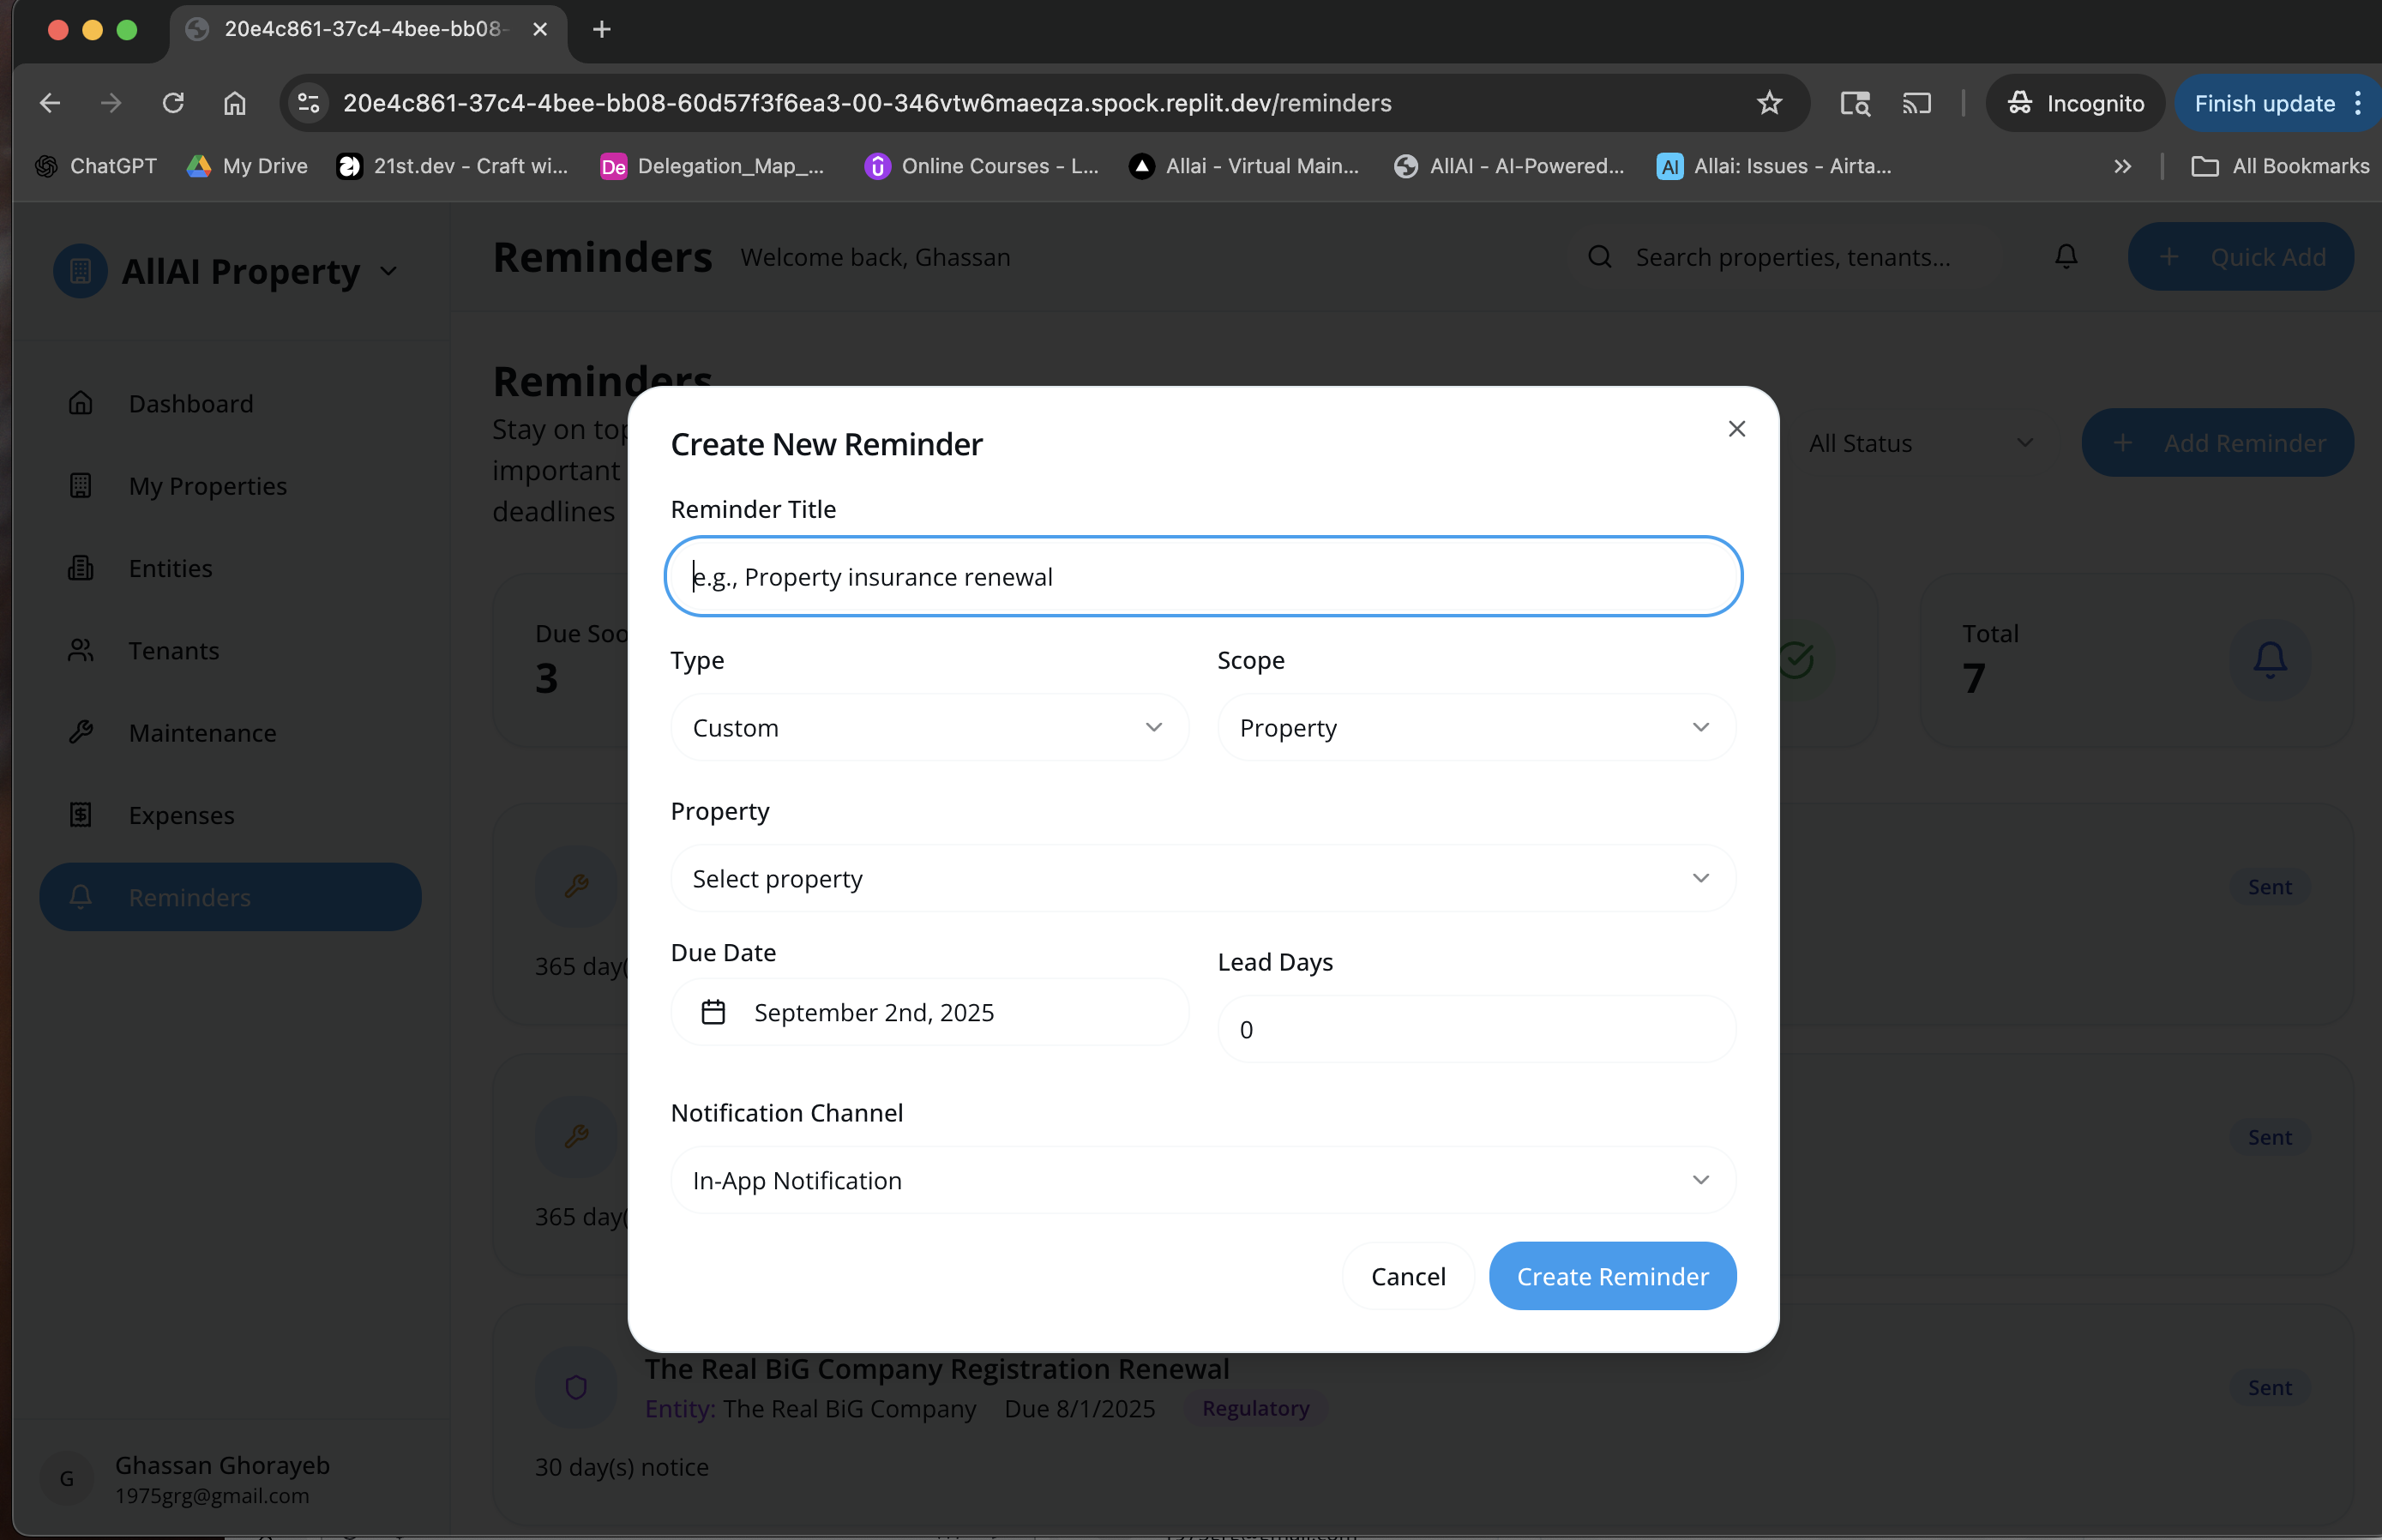 20e4c861-37c4-4bee-bb08-
20e4c861-37c4-4bee-bb08-60d57f3f6ea3-00-346vtw6maeqza.spock.replit.dev/reminders
Incognito
Finish update
ChatGPT
My Drive
21st.dev - Craft wi...
De
Delegation_Map_...
Online Courses - L...
Allai - Virtual Main...
AllAI - AI-Powered...
AI
Allai: Issues - Airta...
All Bookmarks
AllAI Property
Reminders
Welcome back, Ghassan
Search properties, tenants...
Quick Add
Dashboard
My Properties
Entities
Tenants
Maintenance
Expenses
Reminders
Reminders
Stay on top
important
deadlines
All Status
Add Reminder
Due Soo
3
Total
7
365 day(
Sent
365 day(
Sent
Create New Reminder
Reminder Title
e.g., Property insurance renewal
Type
Scope
Custom
Property
Property
Select property
Due Date
Lead Days
September 2nd, 2025
0
Notification Channel
In-App Notification
Cancel
Create Reminder
The Real BiG Company Registration Renewal
Entity: The Real BiG Company
Due 8/1/2025
Regulatory
Sent
30 day(s) notice
G
Ghassan Ghorayeb
1975grg@gmail.com